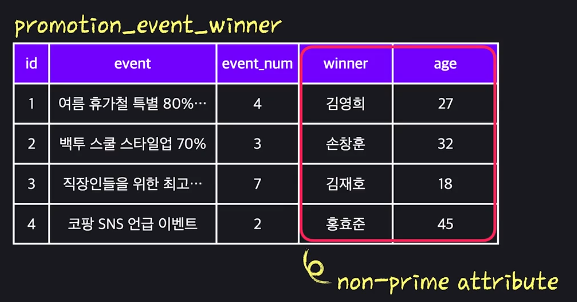 promotion_event_winner
id event event_num winner age
1 여름 휴가철 특별 80%⋯ 4 김영희 27
2 백투 스쿨 스타일업 70% 3 손창훈 32
3 직장인들을 위한 최고⋯ 7 김재호 18
4 코팡 SNS 언급 이벤트 2 홍효준 45
non-prime attribute